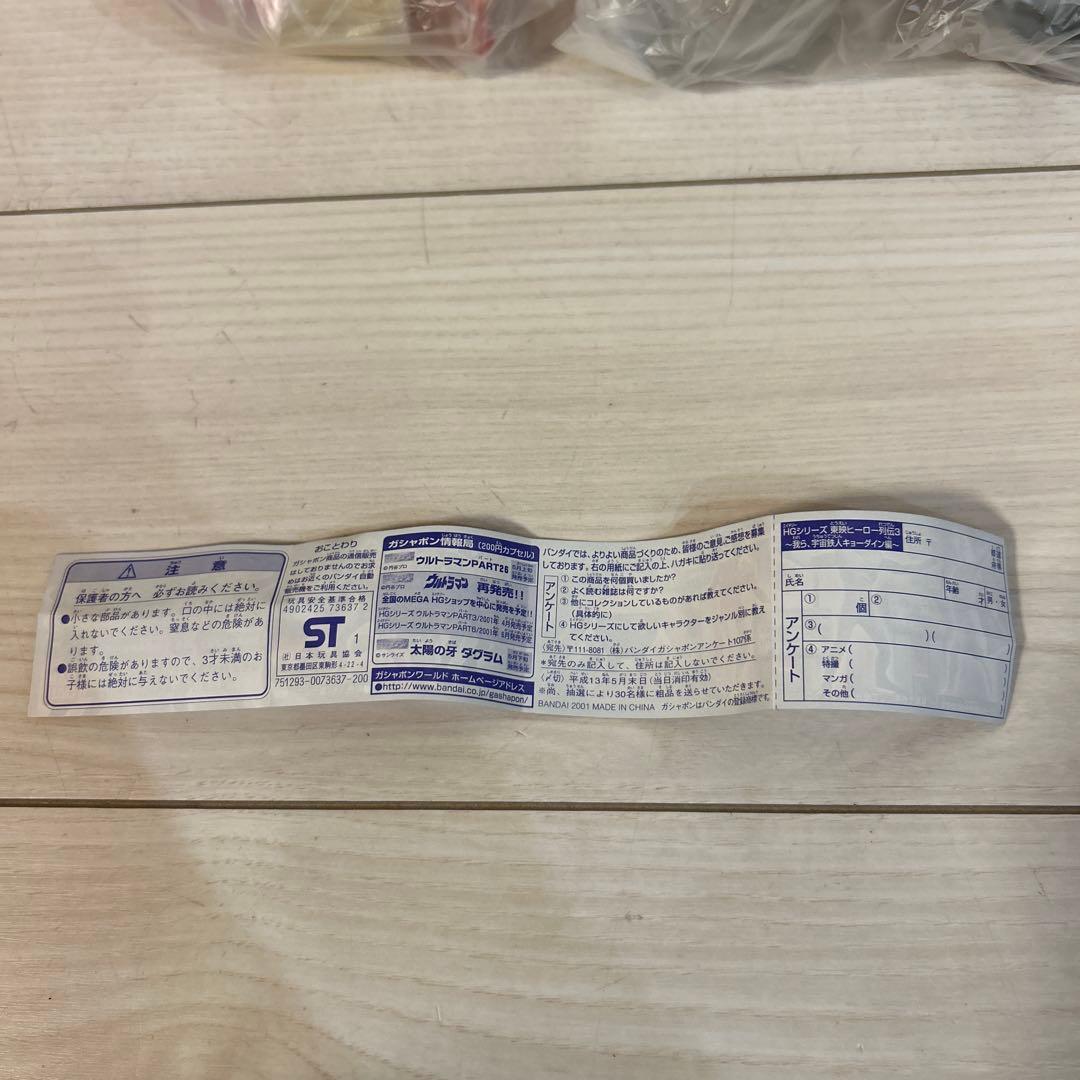 注意
保護者の方へ 必ずお読みください。
●小さな部品があります。口の中には絶対に
入れないでください。窒息などの危険があ
ります。
●誤飲の危険がありますので、3才未満のお
子様には絶対に与えないでください。
おことわり
ガシャポン商品の通信販売
はしておりませんのでお求
めはお近くのバンダイ自動
販売機をご利用ください。
玩具安全基準合格
4902425 73637 2
ST 1
(社)日本玩具協会
東京都墨田区東駒形4-22-4
751293-0073637-200
ガシャポン情報局 (200円カプセル)
ウルトラマンPART26
©円谷プロ
ウルトラマン 再発売!!
©円谷プロ
全国のMEGA HGショップを中心に発売を予定!!
HGシリーズ ウルトラマンPART3/2001年 4月発売予定
HGシリーズ ウルトラマンPART6/2001年 8月発売予定
太陽の牙 ダグラム
©サンライズ
ガシャポンワールド ホームページアドレス
●http://www.bandai.co.jp/gashapon/
バンダイでは、よりよい商品づくりのため、皆様のご意見、ご感想を募集
しております。右の用紙にご記入の上、ハガキに貼り送ってください。
アンケート
① この商品を何個買いましたか?
② よく読む雑誌は何ですか?
③ 他にコレクションしているものがあれば教えてください。
(具体的に)
④ HGシリーズにして欲しいキャラクターをジャンル別に教え
てください。
(宛先)〒111-8081 (株)バンダイガシャポンアンケート107係
*宛先のみ記入して、住所は記入しないでください。
(〆切) 平成13年5月末日(当日消印有効)
※尚、抽選により30名様に粗品を送らせていただきます。
BANDAI 2001 MADE IN CHINA ガシャポンはバンダイの登録商標です。
HGシリーズ 東映ヒーロー列伝3
〜我ら、宇宙鉄人キョーダイン編〜
住所 〒
氏名
年齢 才 男・女
アンケート
① 個 ②
③( )( )
④ アニメ(
特撮(
マンガ(
その他( )